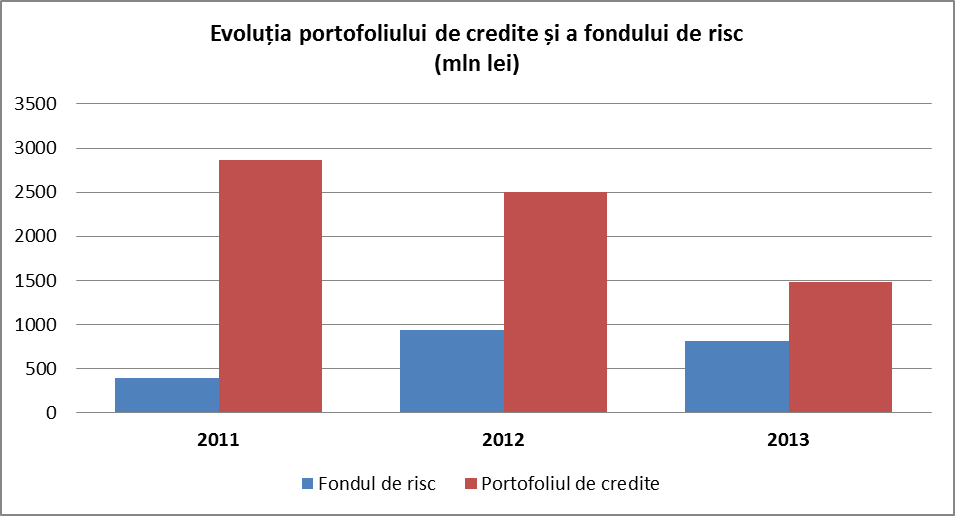 Evoluția portofoliului de credite și a fondului de risc
(mln lei)
3500
3000
2500
2000
1500
1000
500
0
2011 2012 2013
Fondul de risc Portofoliul de credite